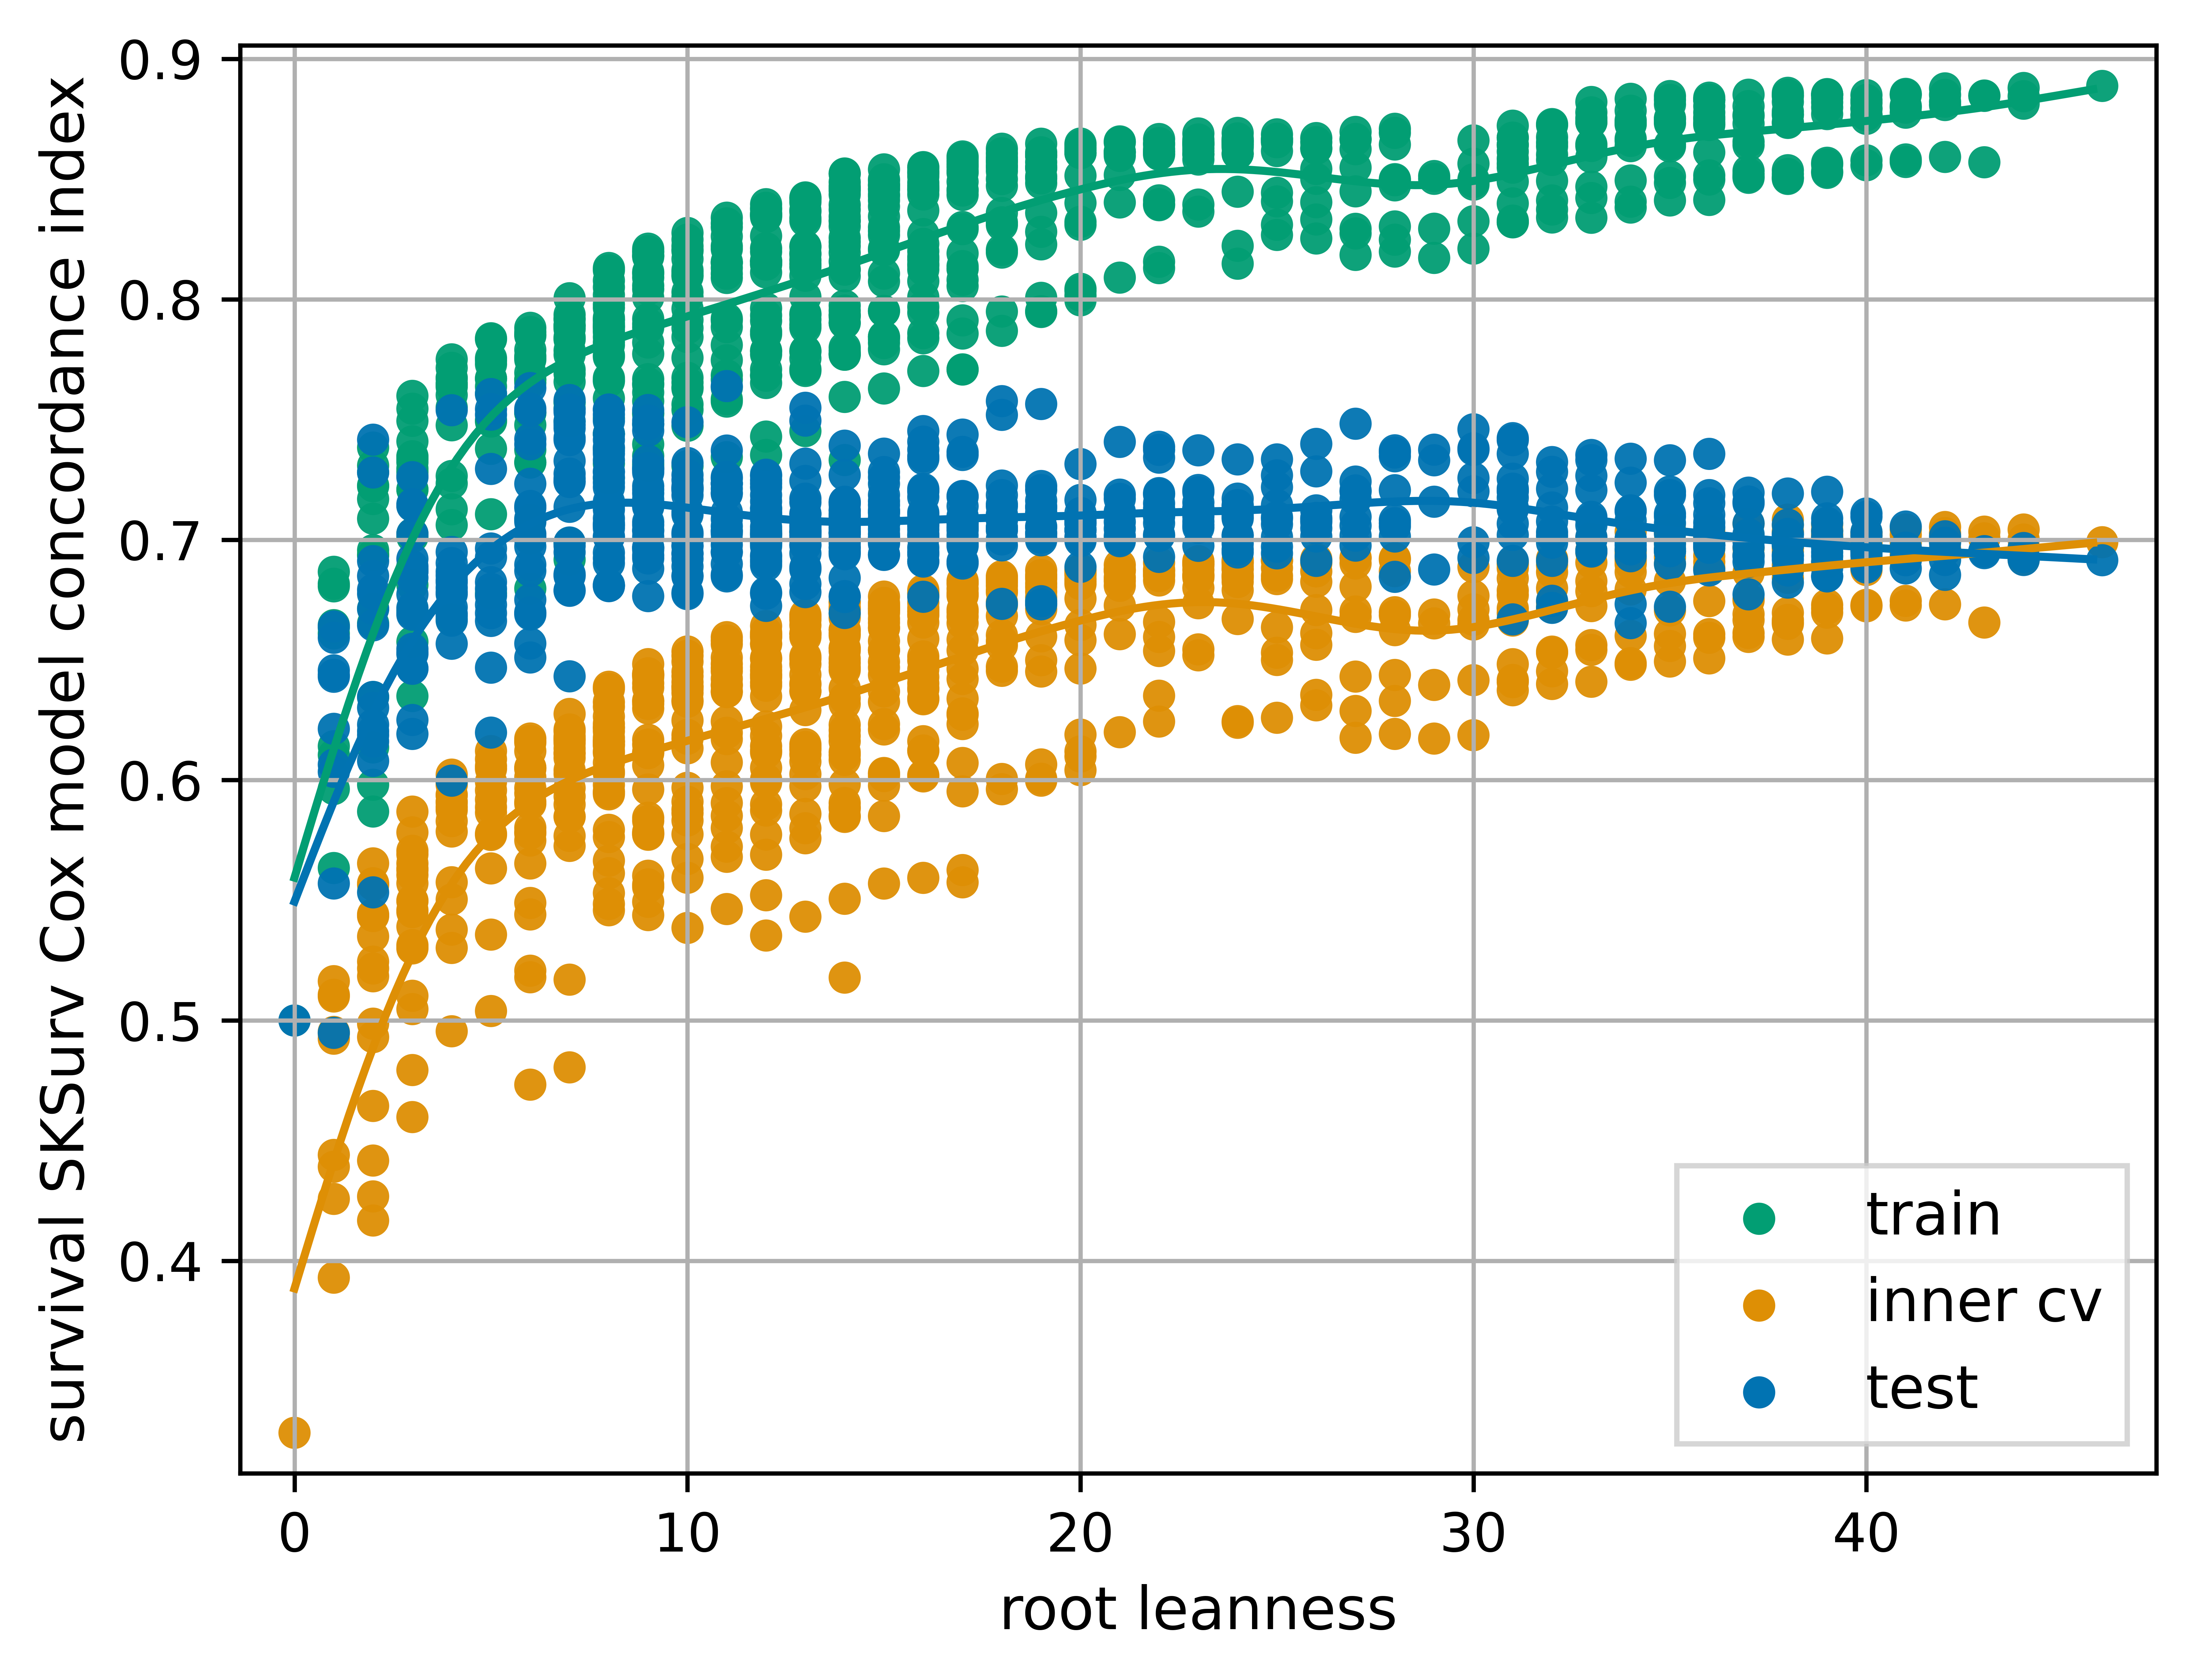 survival SKSurv Cox model concordance index
0.9
0.8
0.7
0.6
0.5
0.4
train
inner cv
test
0 10 20 30 40
root leanness